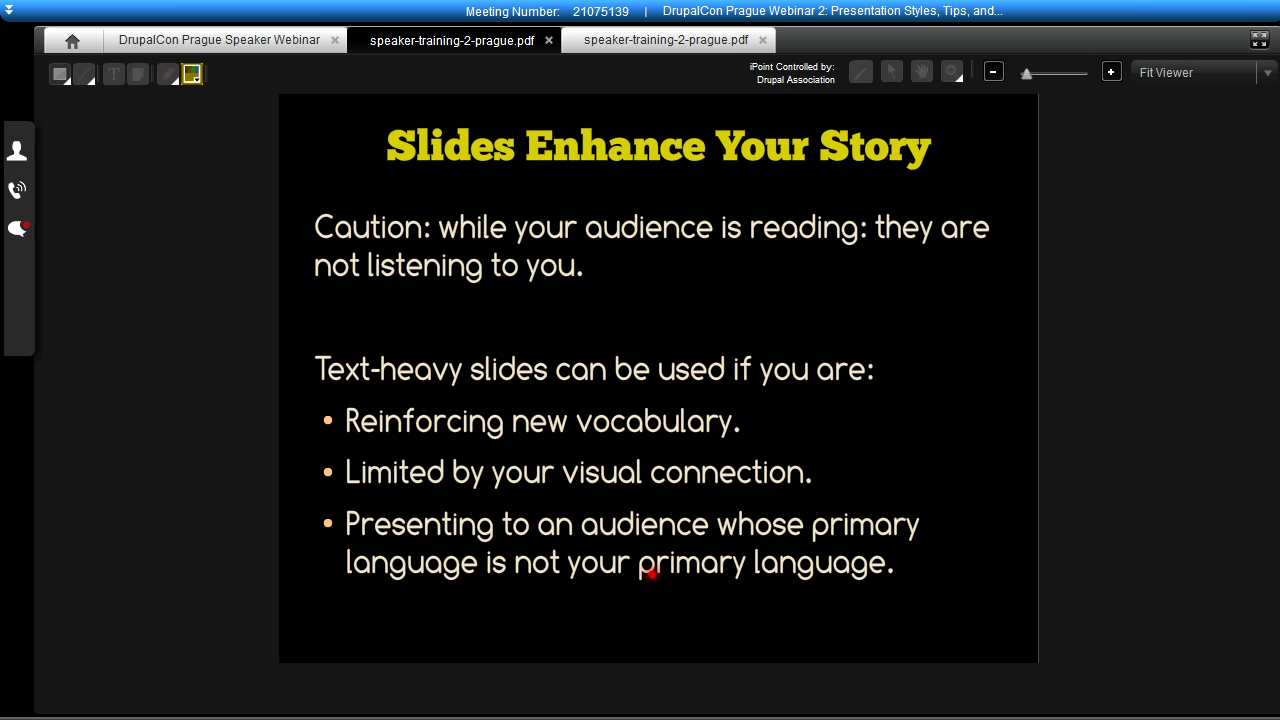 Meeting Number: 21075139 | DrupalCon Prague Webinar 2: Presentation Styles, Tips, and...
DrupalCon Prague Speaker Webinar
speaker-training-2-prague.pdf
speaker-training-2-prague.pdf
iPoint Controlled by:
Drupal Association
Fit Viewer
Slides Enhance Your Story
Caution: while your audience is reading: they are
not listening to you.
Text-heavy slides can be used if you are:
• Reinforcing new vocabulary.
• Limited by your visual connection.
• Presenting to an audience whose primary
language is not your primary language.